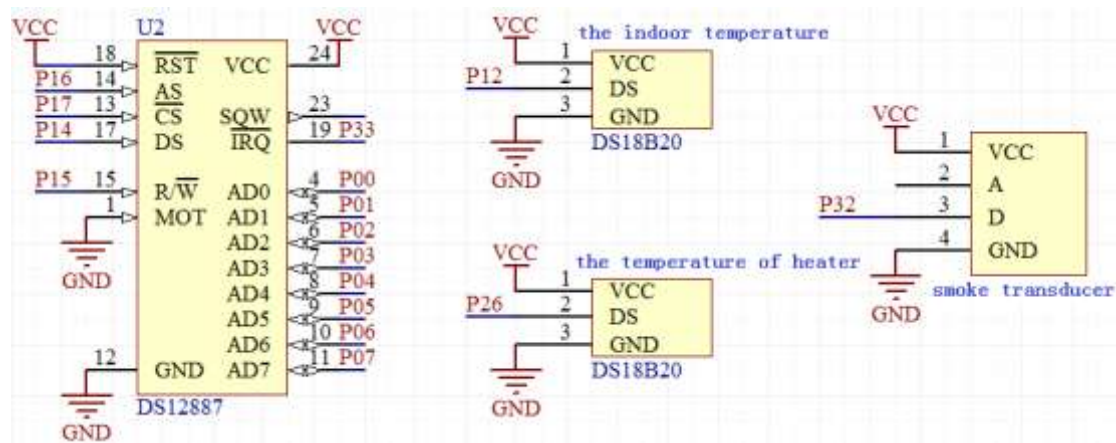 VCC
U2
VCC
18 RST VCC 24
P16 14 AS
P17 13 CS SQW 23
P14 17 DS IRQ 19 P33
P15 15 R/W AD0 4 P00
1 MOT AD1 5 P01
AD2 6 P02
GND AD3 7 P03
AD4 8 P04
AD5 9 P05
AD6 10 P06
12 GND AD7 11 P07
DS12887
GND
VCC
the indoor temperature
1 VCC
P12 2 DS
3 GND
DS18B20
GND
VCC
the temperature of heater
1 VCC
P26 2 DS
3 GND
DS18B20
GND
VCC
1 VCC
2 A
P32 3 D
4 GND
smoke transducer
GND